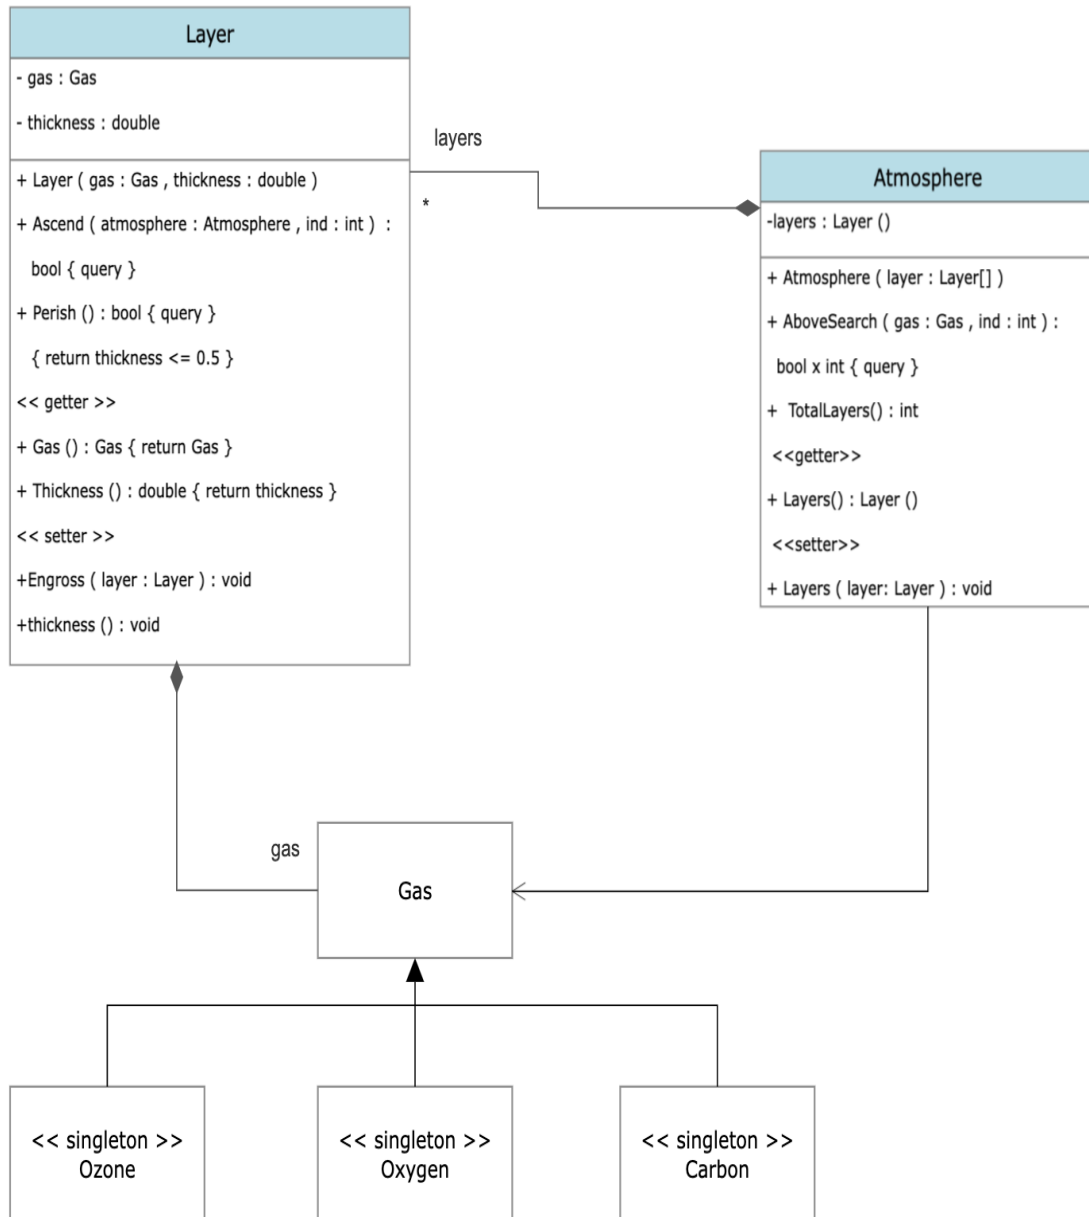 Layer
- gas : Gas
- thickness : double
+ Layer ( gas : Gas , thickness : double )
+ Ascend ( atmosphere : Atmosphere , ind : int ) :
bool { query }
+ Perish () : bool { query }
{ return thickness <= 0.5 }
<< getter >>
+ Gas () : Gas { return Gas }
+ Thickness () : double { return thickness }
<< setter >>
+Engross ( layer : Layer ) : void
+thickness () : void
layers
*
Atmosphere
-layers : Layer ()
+ Atmosphere ( layer : Layer[] )
+ AboveSearch ( gas : Gas , ind : int ) :
bool x int { query }
+ TotalLayers() : int
<<getter>>
+ Layers() : Layer ()
<<setter>>
+ Layers ( layer: Layer ) : void
gas
Gas
<< singleton >>
Ozone
<< singleton >>
Oxygen
<< singleton >>
Carbon